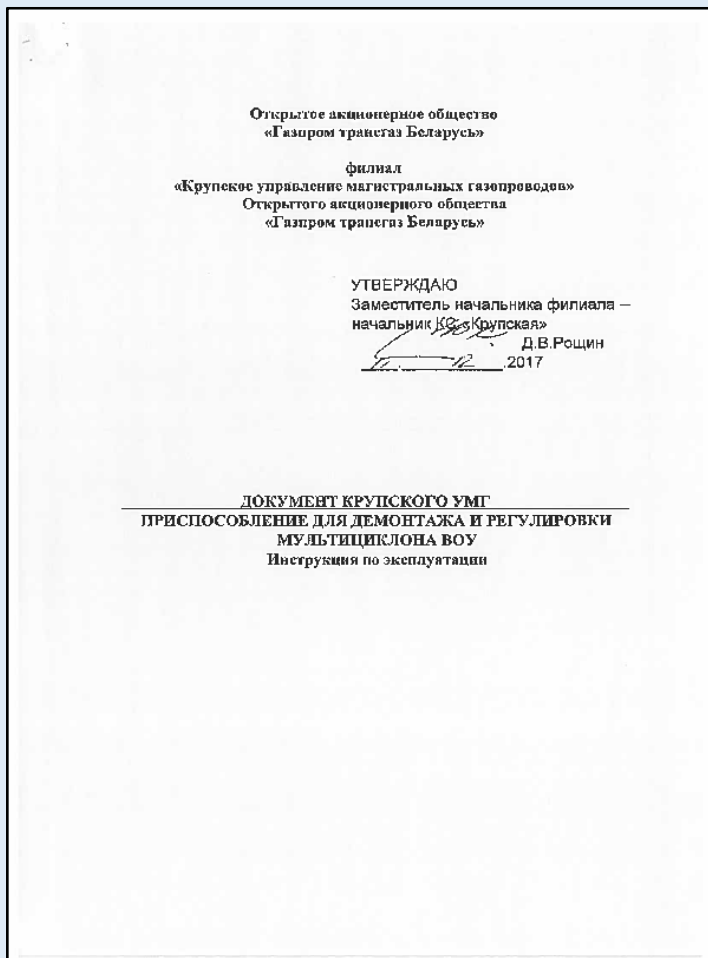 Открытое акционерное общество
«Газпром трансгаз Беларусь»
филиал
«Крупское управление магистральных газопроводов»
Открытого акционерного общества
«Газпром трансгаз Беларусь»
УТВЕРЖДАЮ
Заместитель начальника филиала –
начальник КС «Крупская»
Д.В.Рощин
11.12.2017
ДОКУМЕНТ КРУПСКОГО УМГ
ПРИСПОСОБЛЕНИЕ ДЛЯ ДЕМОНТАЖА И РЕГУЛИРОВКИ
МУЛЬТИЦИКЛОНА ВОУ
Инструкция по эксплуатации